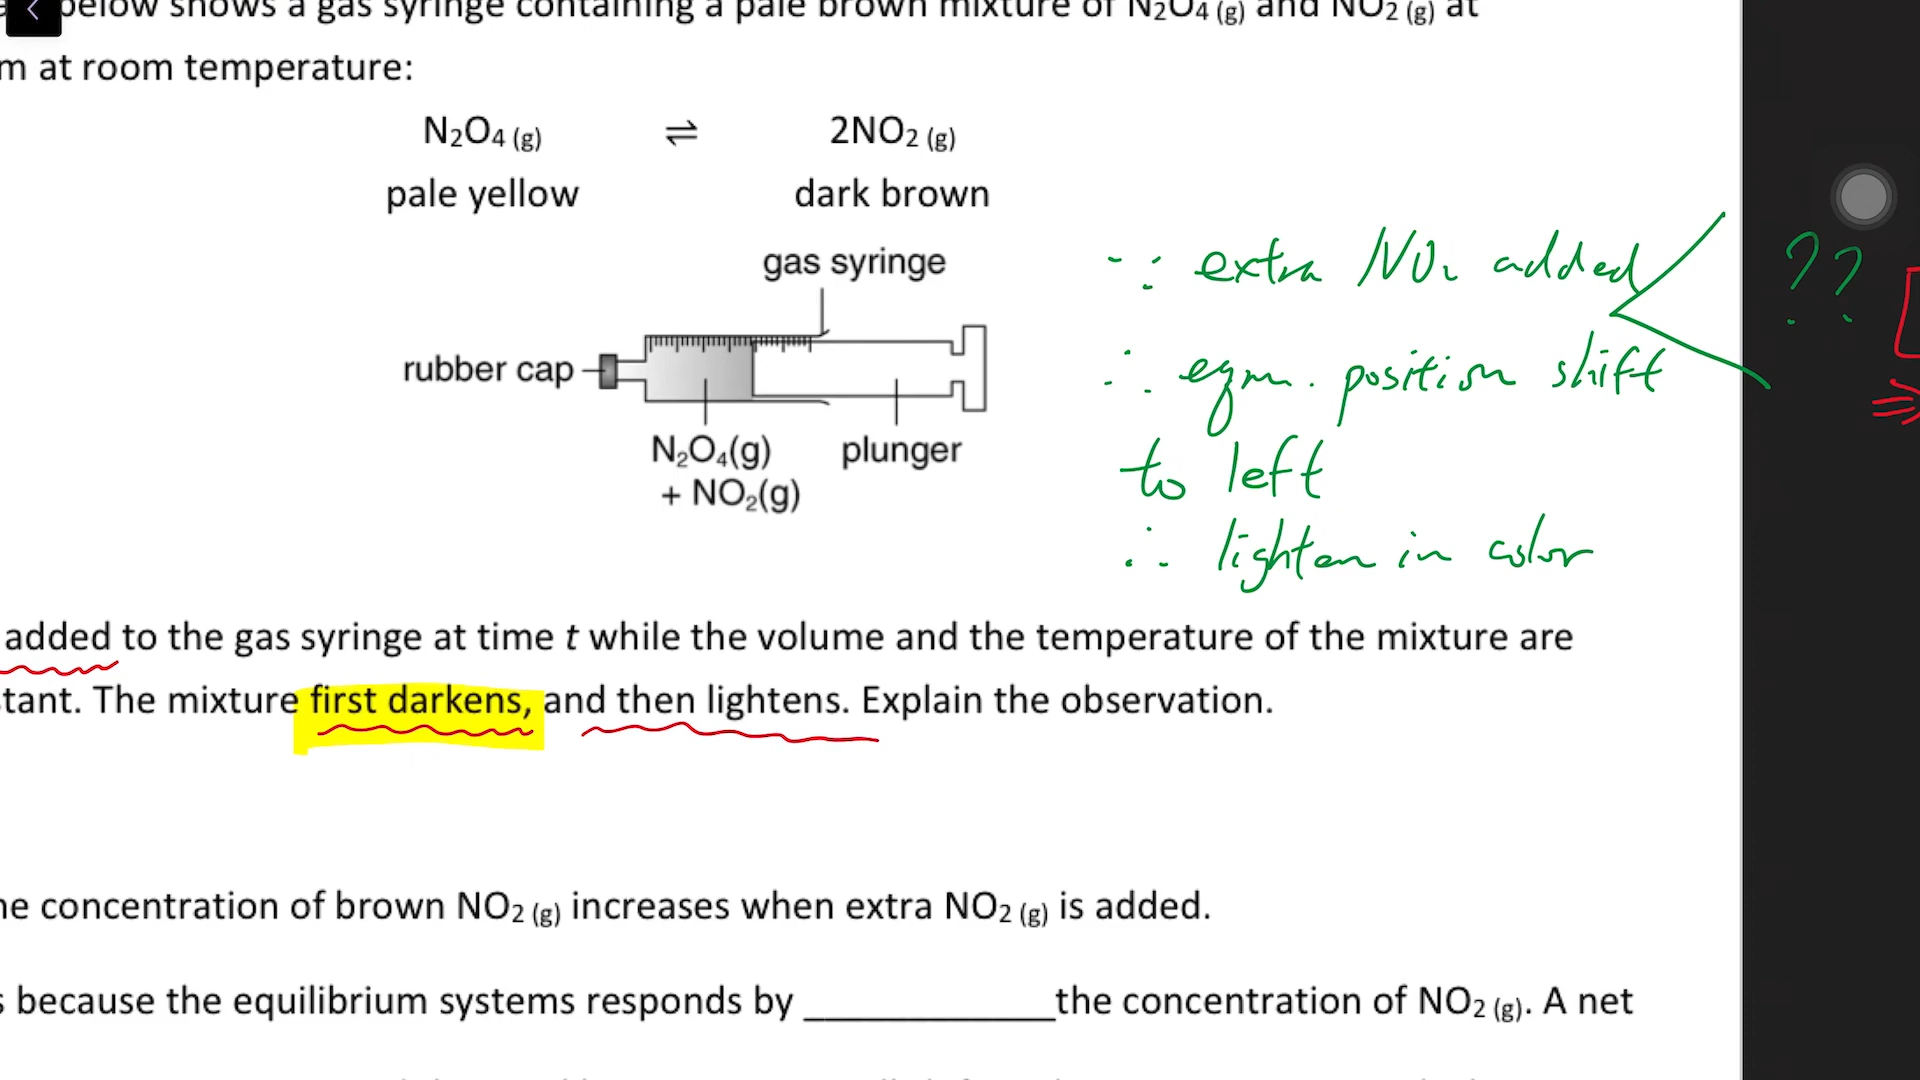 below shows a gas syringe containing a pale brown mixture of N₂O₄ (g) and NO₂ (g) at
m at room temperature:
N₂O₄ (g) ⇌ 2NO₂ (g)
pale yellow dark brown
gas syringe
rubber cap
N₂O₄(g)
+ NO₂(g)
plunger
∵ extra NO₂ added
??
∴ eqm. position shift
to left
∴ lighten in color
added to the gas syringe at time t while the volume and the temperature of the mixture are
tant. The mixture first darkens, and then lightens. Explain the observation.
he concentration of brown NO₂ (g) increases when extra NO₂ (g) is added.
s because the equilibrium systems responds by ____________the concentration of NO₂ (g). A net